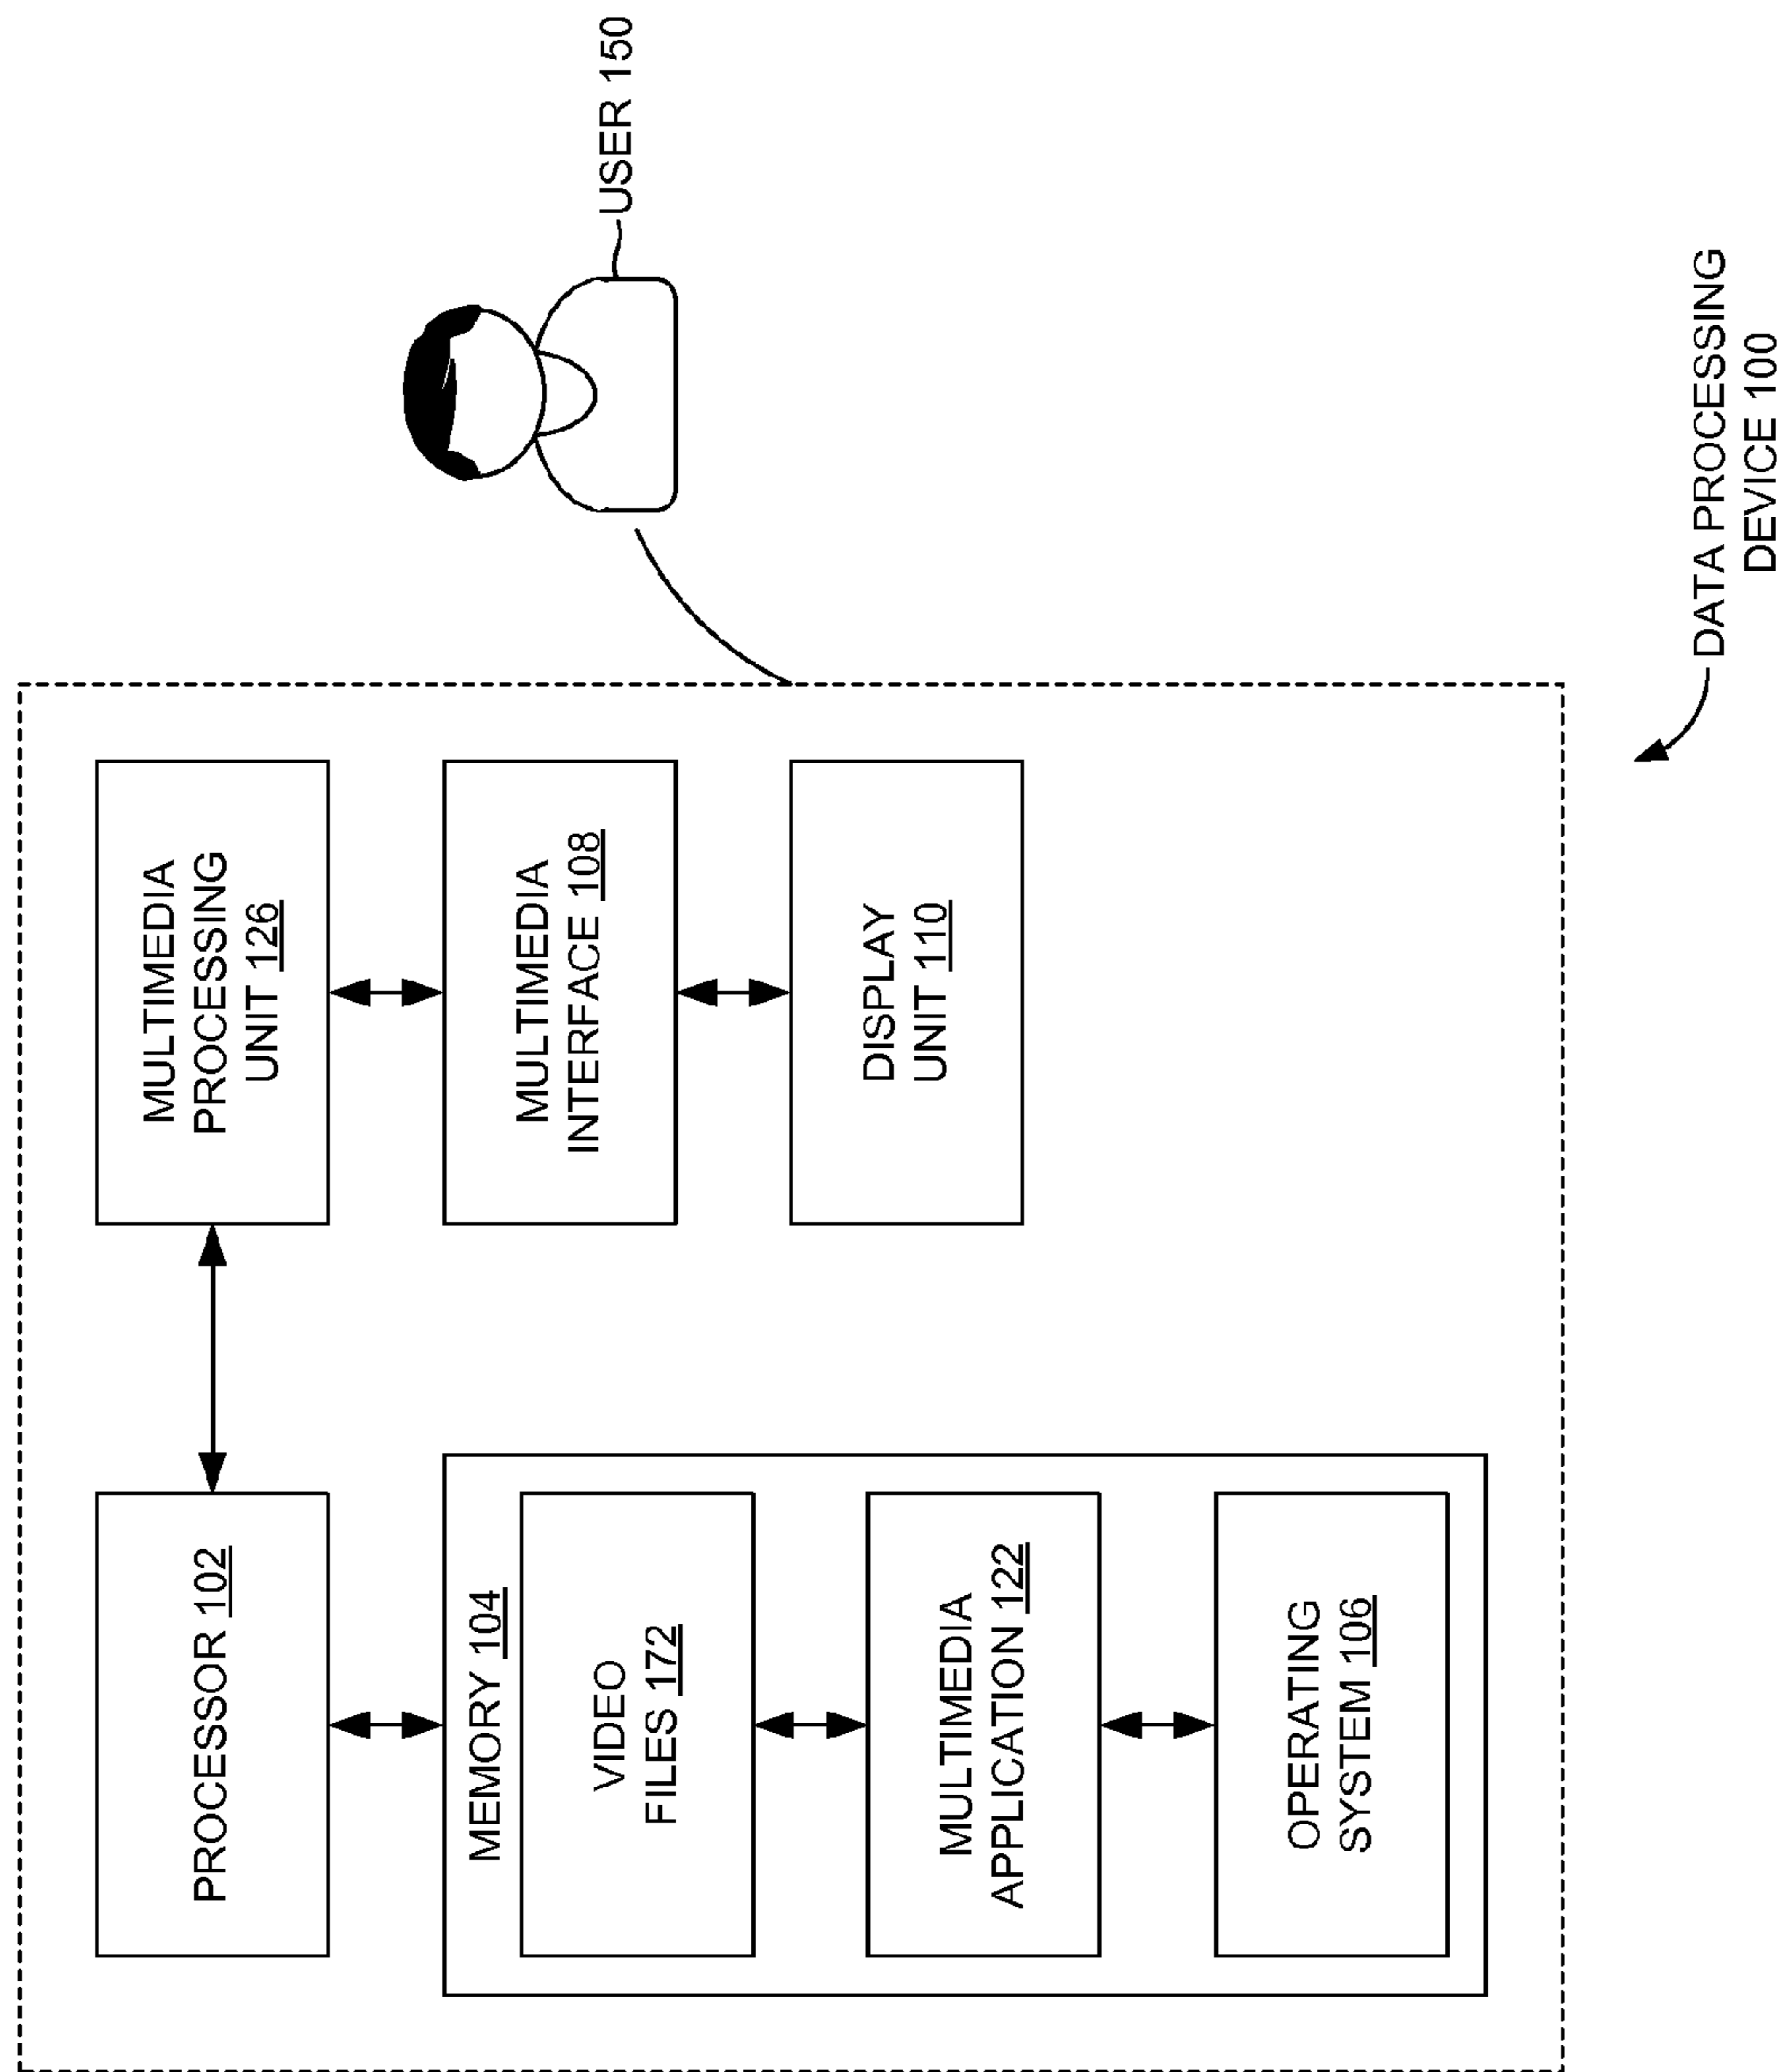 PROCESSOR 102
MEMORY 104
VIDEO
FILES 172
MULTIMEDIA
APPLICATION 122
OPERATING
SYSTEM 106
MULTIMEDIA
PROCESSING
UNIT 126
MULTIMEDIA
INTERFACE 108
DISPLAY
UNIT 110
USER 150
DATA PROCESSING
DEVICE 100